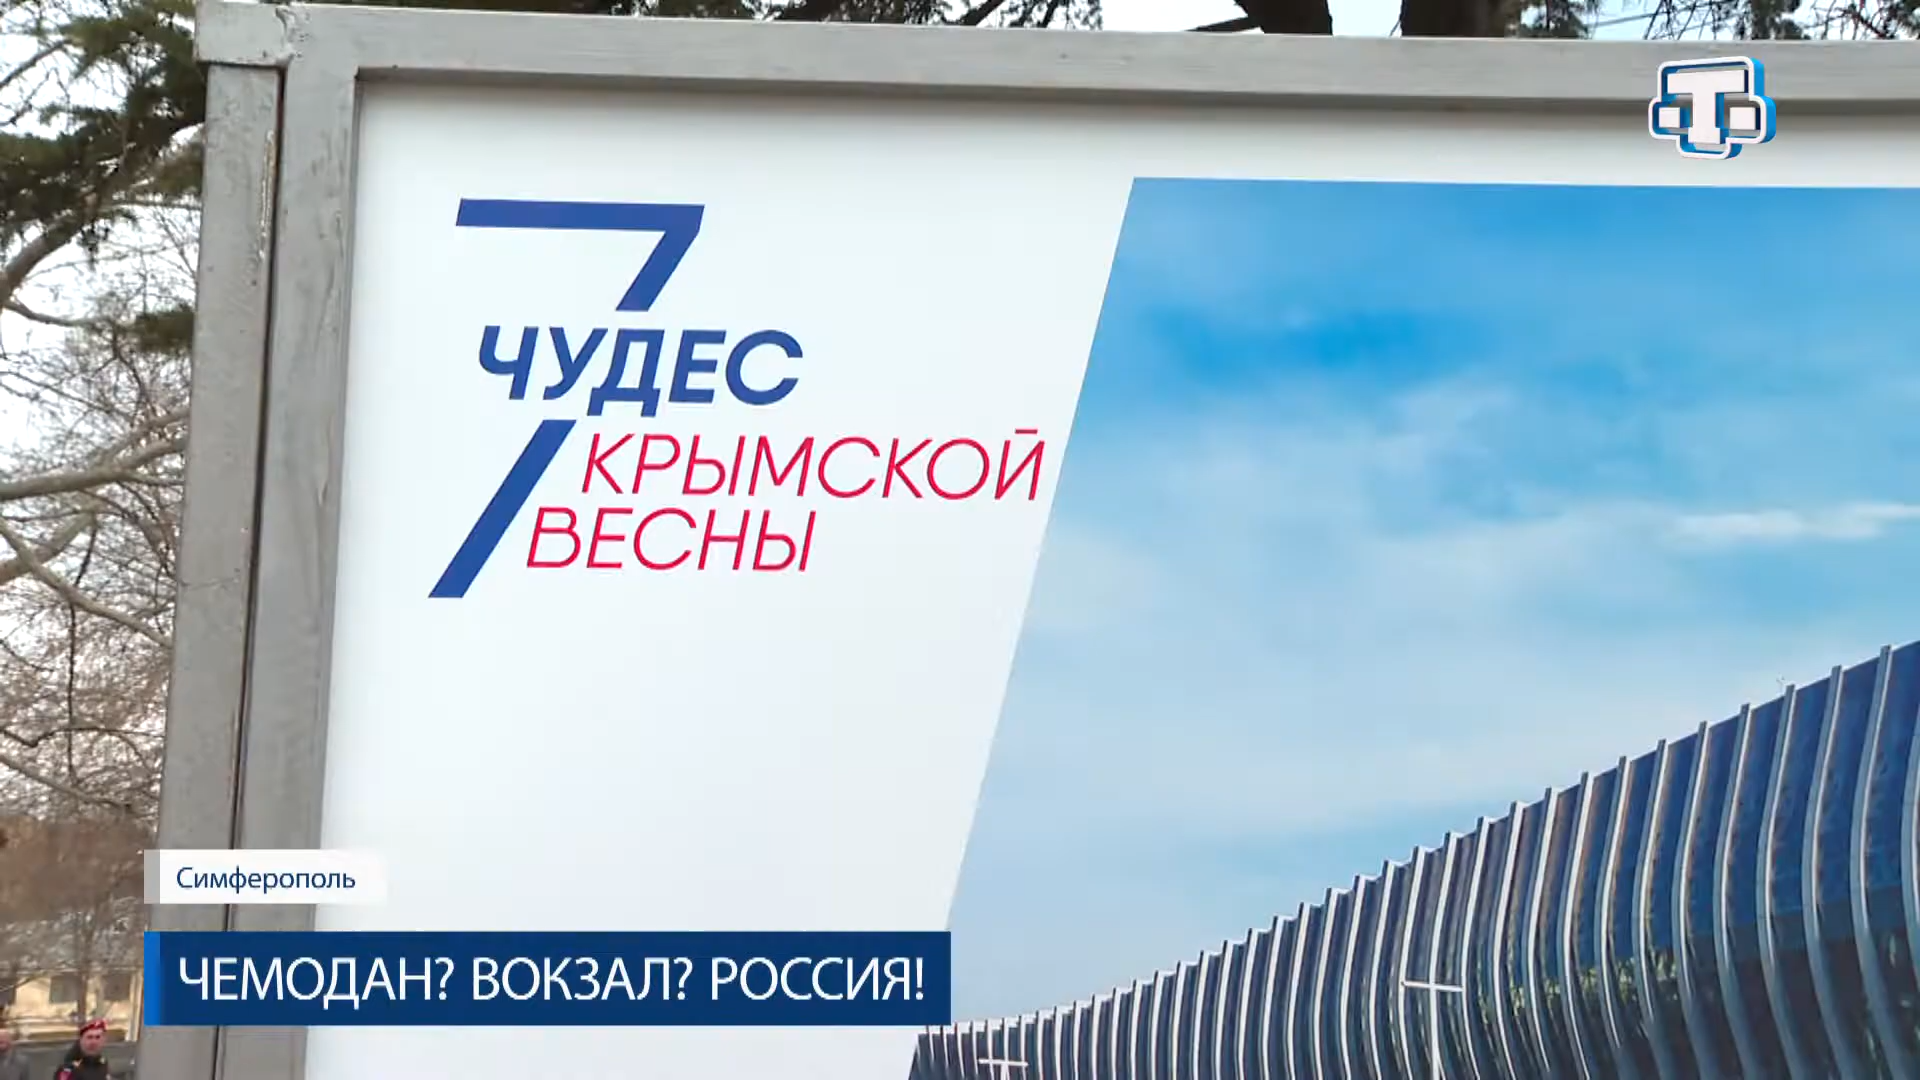 Т
7
ЧУДЕС
КРЫМСКОЙ
ВЕСНЫ
Симферополь
ЧЕМОДАН? ВОКЗАЛ? РОССИЯ!